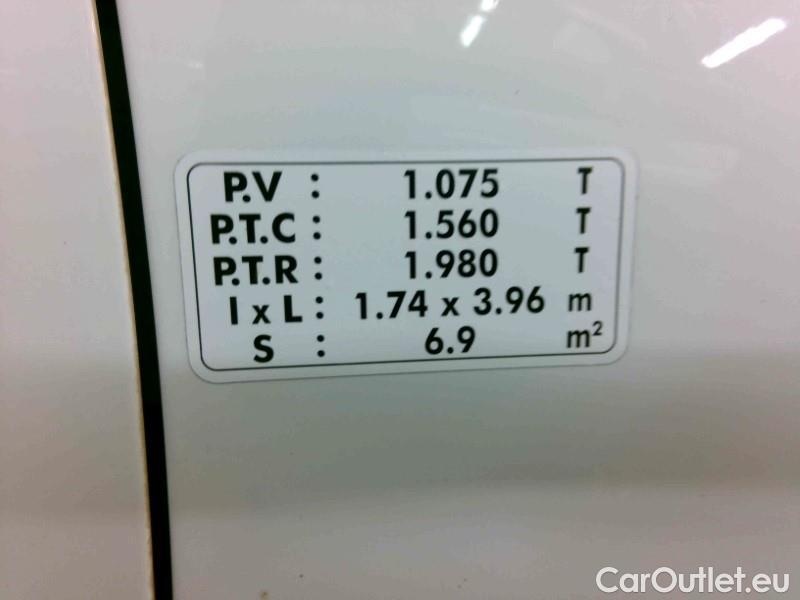 P.V : 1.075 T
P.T.C : 1.560 T
P.T.R : 1.980 T
l x L : 1.74 x 3.96 m
S : 6.9 m²
CarOutlet.eu